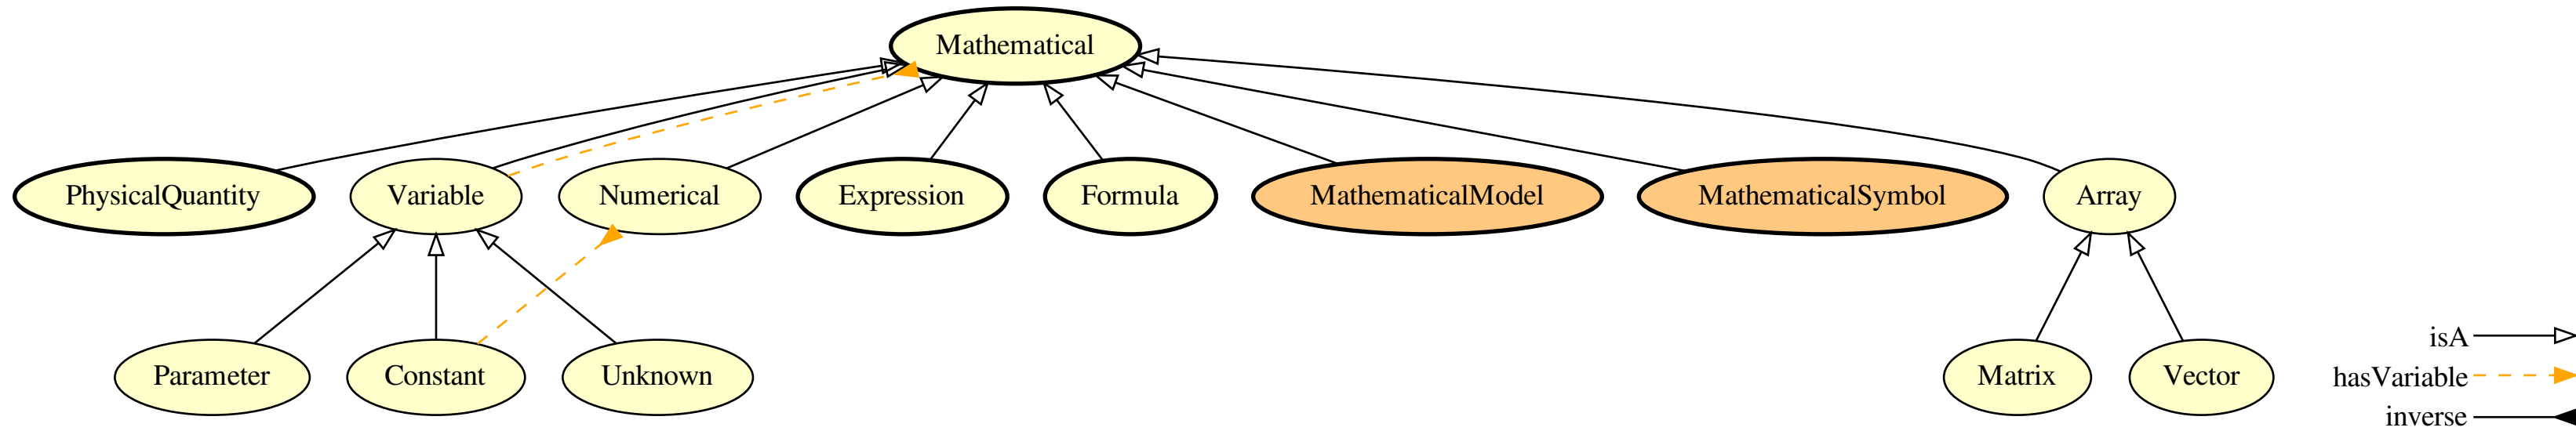 Mathematical
PhysicalQuantity
Variable
Numerical
Expression
Formula
MathematicalModel
MathematicalSymbol
Array
Parameter
Constant
Unknown
Matrix
Vector
isA
hasVariable
inverse